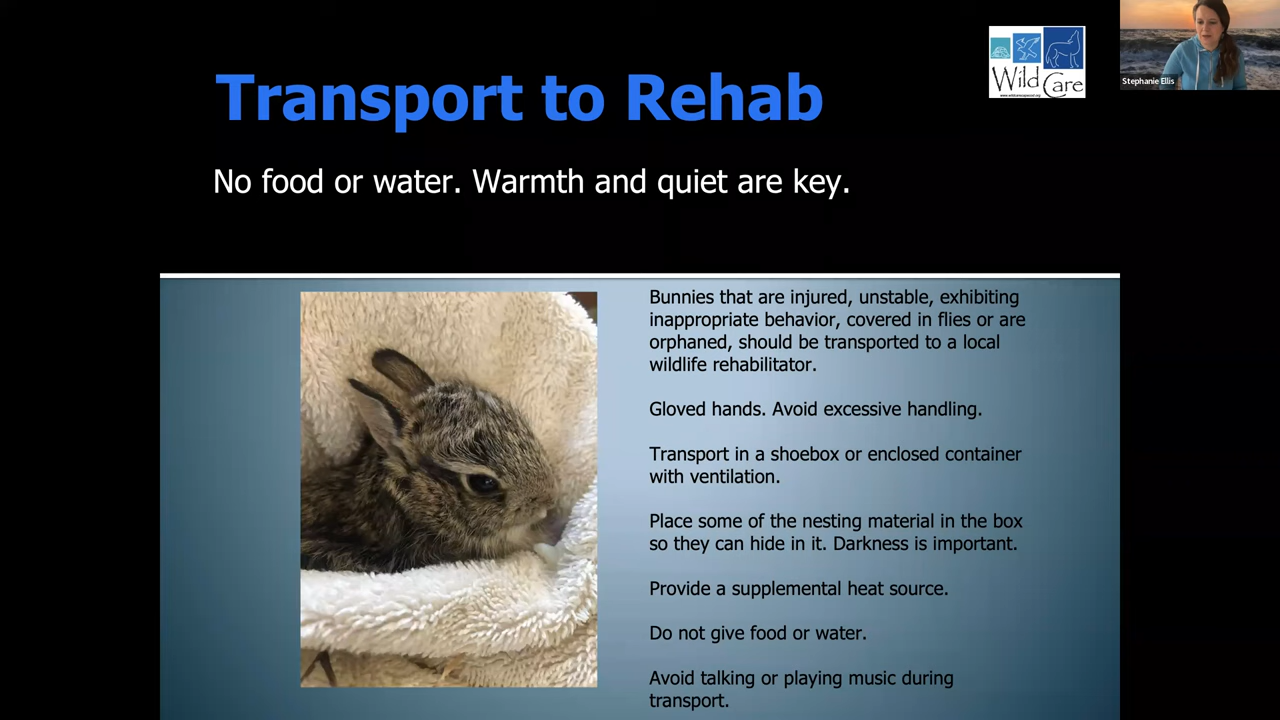 Transport to Rehab
No food or water. Warmth and quiet are key.
Wild Care
Stephanie Ellis
Bunnies that are injured, unstable, exhibiting
inappropriate behavior, covered in flies or are
orphaned, should be transported to a local
wildlife rehabilitator.
Gloved hands. Avoid excessive handling.
Transport in a shoebox or enclosed container
with ventilation.
Place some of the nesting material in the box
so they can hide in it. Darkness is important.
Provide a supplemental heat source.
Do not give food or water.
Avoid talking or playing music during
transport.